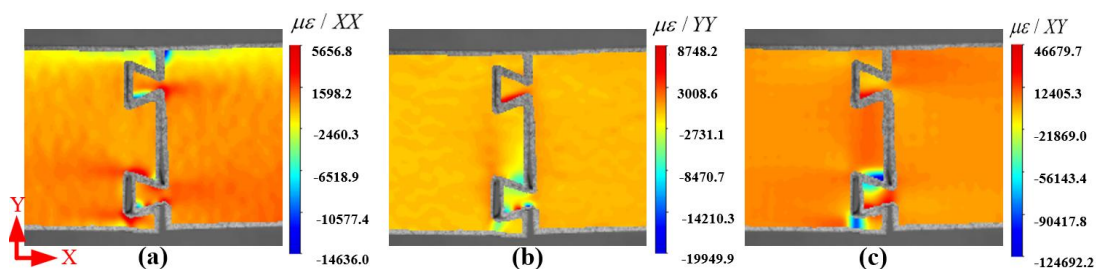 με / XX
5656.8
1598.2
-2460.3
-6518.9
-10577.4
-14636.0
Y
X
(a)
με / YY
8748.2
3008.6
-2731.1
-8470.7
-14210.3
-19949.9
(b)
με / XY
46679.7
12405.3
-21869.0
-56143.4
-90417.8
-124692.2
(c)